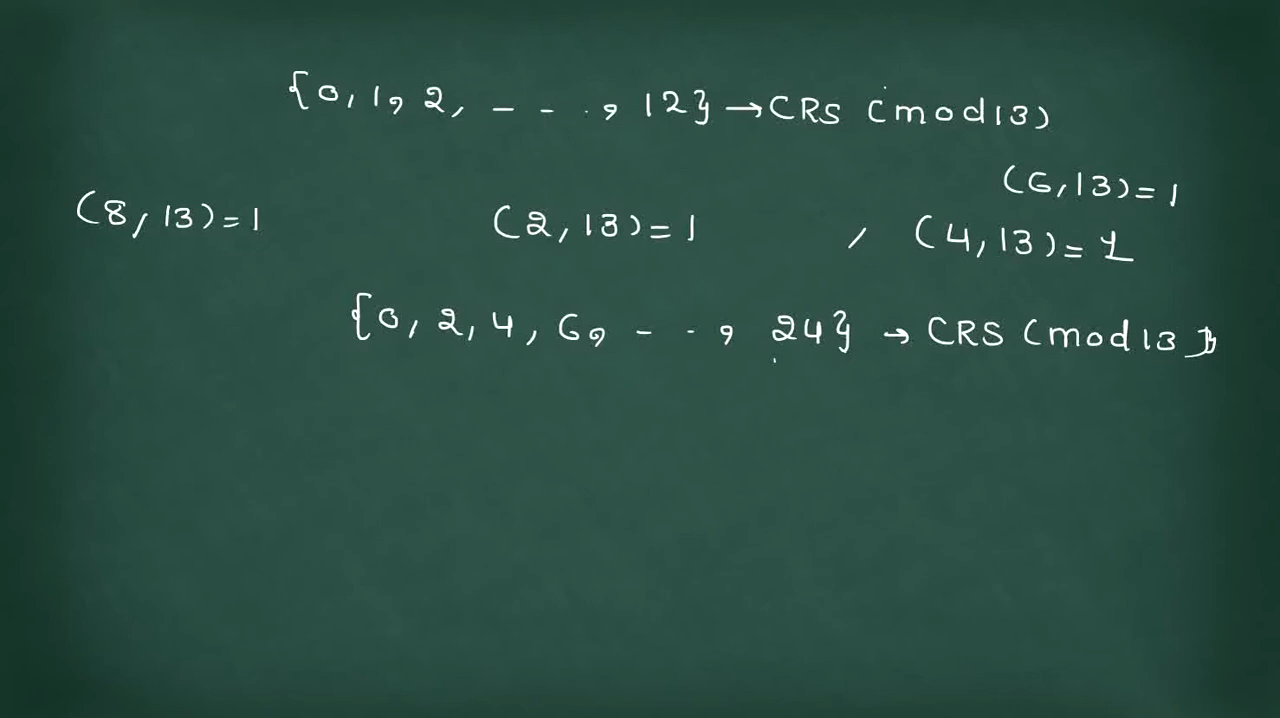 {0, 1, 2, - - ., 12} → CRS (mod 13)
(6, 13) = 1
(8, 13) = 1 (2, 13) = 1 , (4, 13) = 1
{0, 2, 4, 6, - - ., 24} → CRS (mod 13)